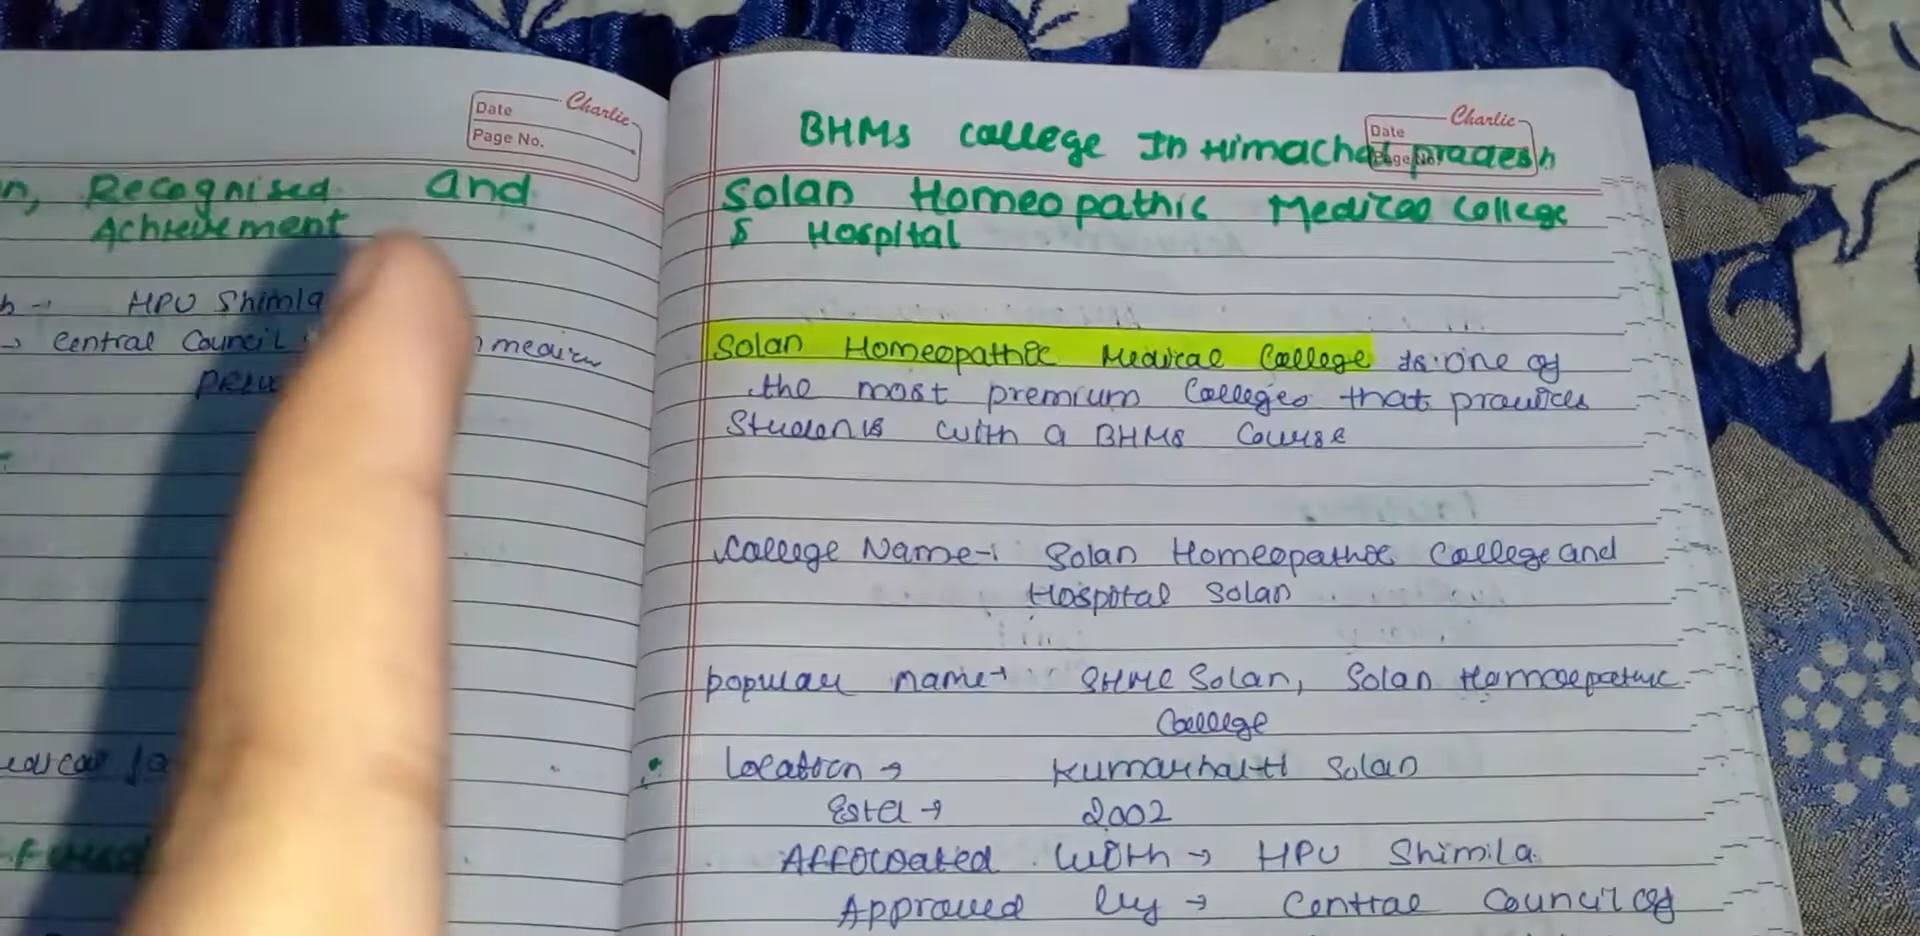 Date
Charlie
Page No.
Recognised and
Achievement
HPU Shimla
Central Council
medicin
Date
Charlie
Page No.
BHMS College In Himachal pradesh
Solan Homeopathic Medical College
& Hospital
Solan Homeopathic Medical College is one of
the most premium Colleges that provides
Students with a BHMS Course
College Name → Solan Homeopathic College and
Hospital Solan
popular name → SHMC Solan, Solan Homoeopathic
College
Location → Kumarhatti Solan
Estd → 2002
Affocoated with → HPU Shimila
Approved by → Central Council of